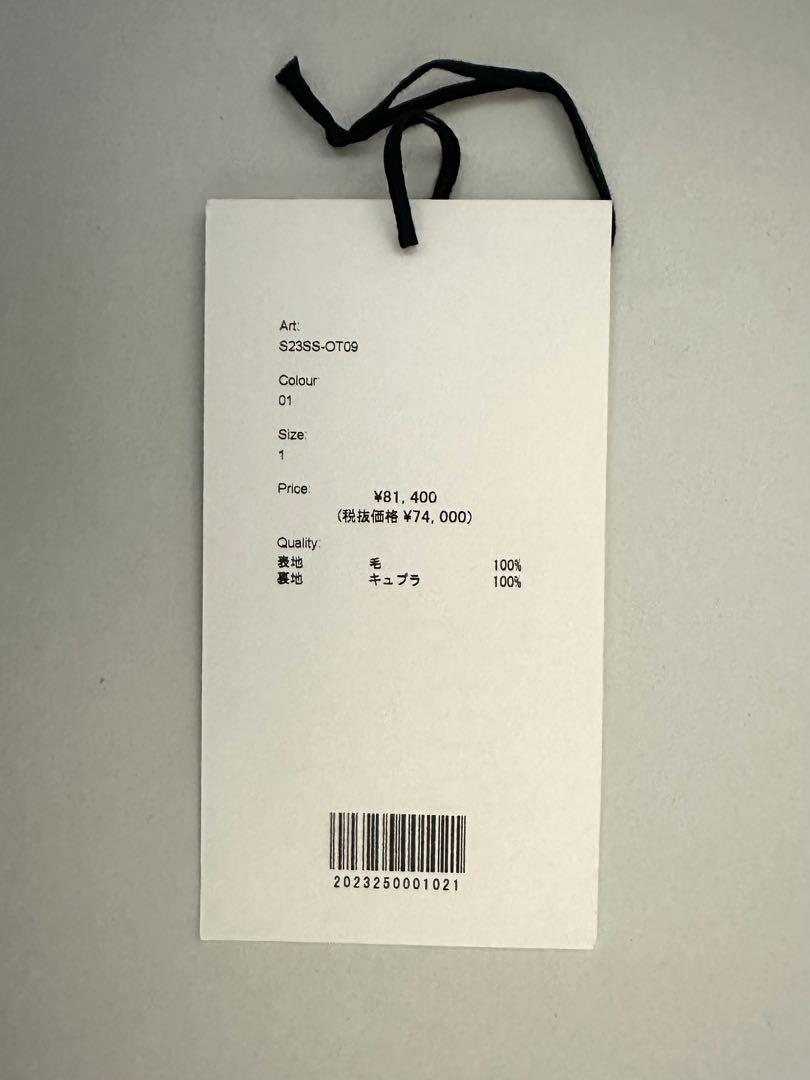 Art:
S23SS-OT09
Colour:
01
Size:
1
Price:
¥81,400
(税抜価格 ¥74,000)
Quality:
表地 毛 100%
裏地 キュプラ 100%
2023250001021